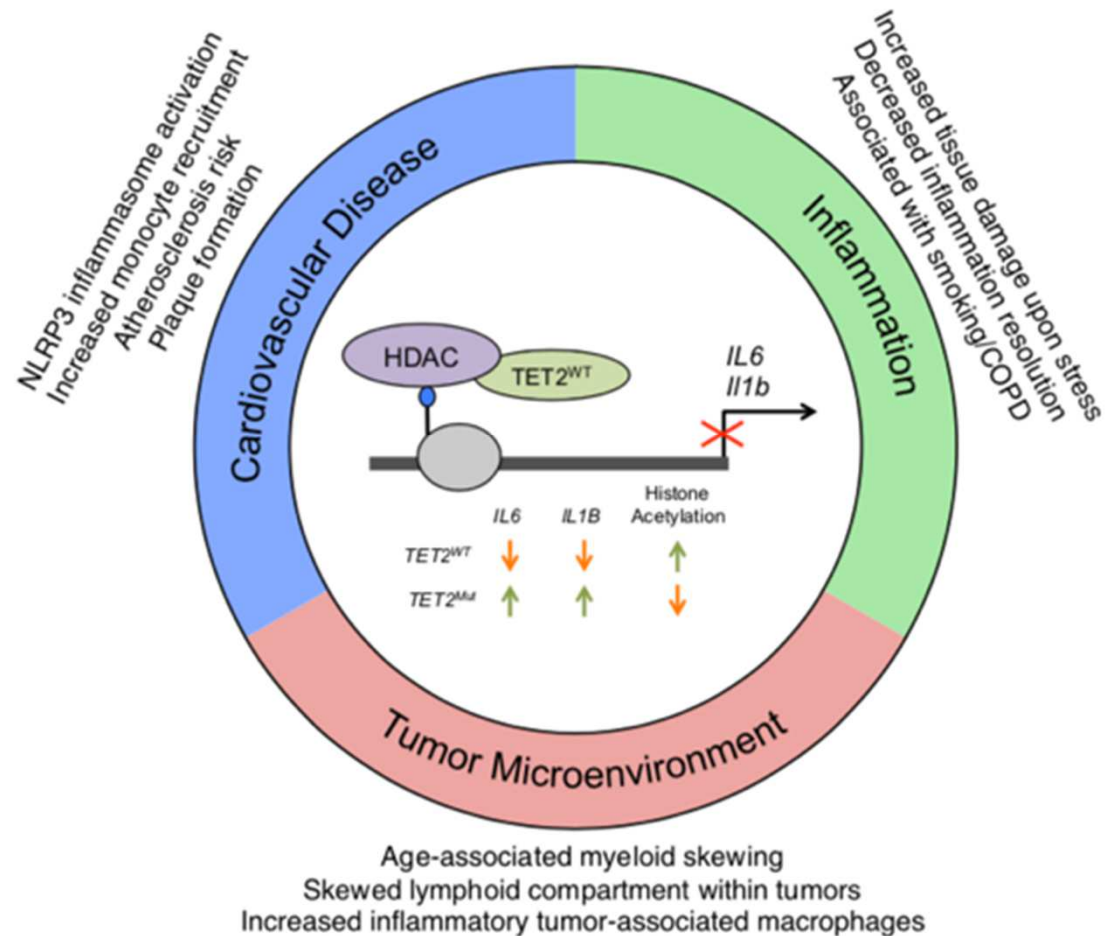 NLRP3 inflammasome activation
Increased monocyte recruitment
Atherosclerosis risk
Plaque formation
Increased tissue damage upon stress
Decreased inflammation resolution
Associated with smoking/COPD
Cardiovascular Disease
Inflammation
HDAC
TET2WT
IL6
Il1b
IL6 IL1B Histone Acetylation
TET2WT
TET2Mut
Tumor Microenvironment
Age-associated myeloid skewing
Skewed lymphoid compartment within tumors
Increased inflammatory tumor-associated macrophages